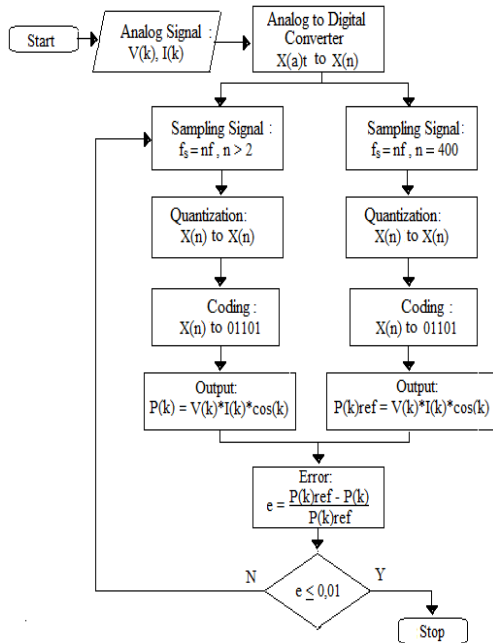 Start
Analog Signal :
V(k), I(k)
Analog to Digital
Converter
X(a)t to X(n)
Sampling Signal :
fs = nf , n > 2
Sampling Signal:
fs = nf , n = 400
Quantization:
X(n) to X(n)
Quantization:
X(n) to X(n)
Coding :
X(n) to 01101
Coding :
X(n) to 01101
Output:
P(k) = V(k)*I(k)*cos(k)
Output:
P(k)ref = V(k)*I(k)*cos(k)
Error:
e = P(k)ref - P(k)
P(k)ref
N
e ≤ 0,01
Y
Stop